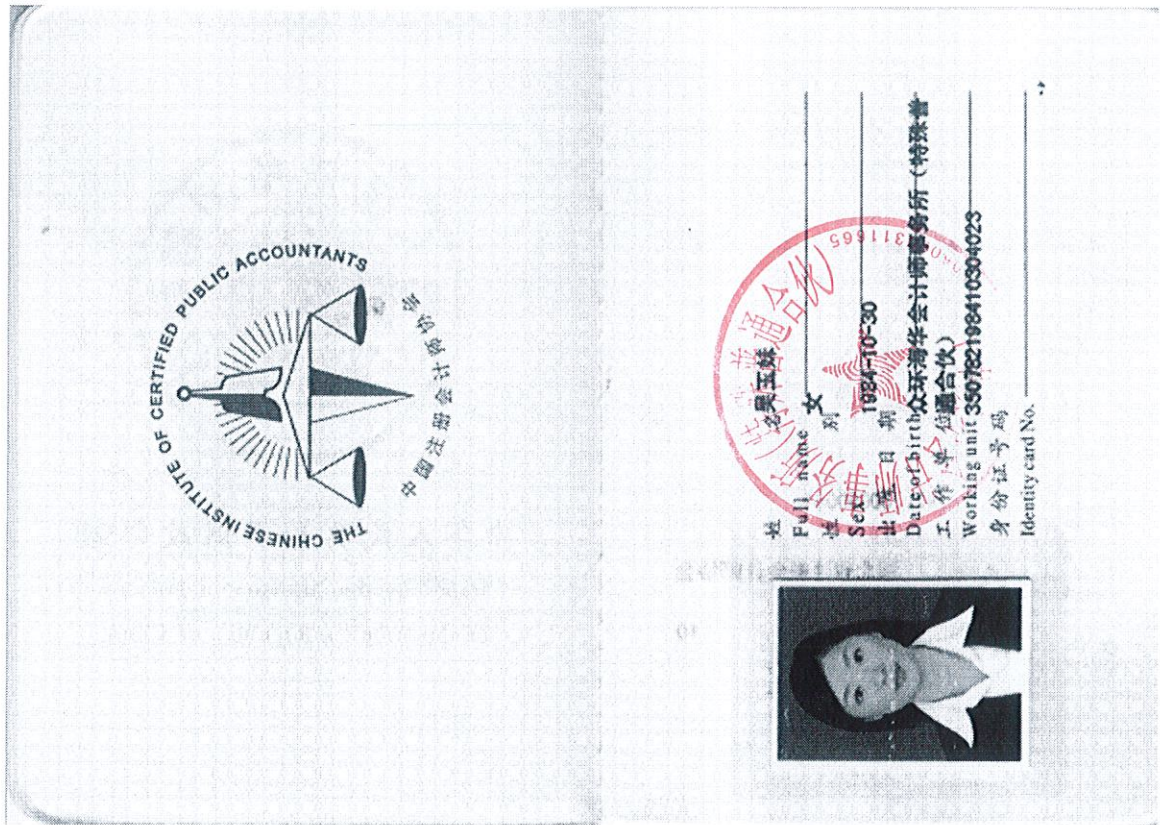 THE CHINESE INSTITUTE OF CERTIFIED PUBLIC ACCOUNTANTS
中国注册会计师协会
姓 名 吴玉妹
Full name
性 别 女
Sex
出 生 日 期 1984-10-30
Date of birth 众环海华会计师事务所（特殊普
工 作 单 位 通合伙）
Working unit 350782198410304023
身 份 证 号 码
Identity card No.